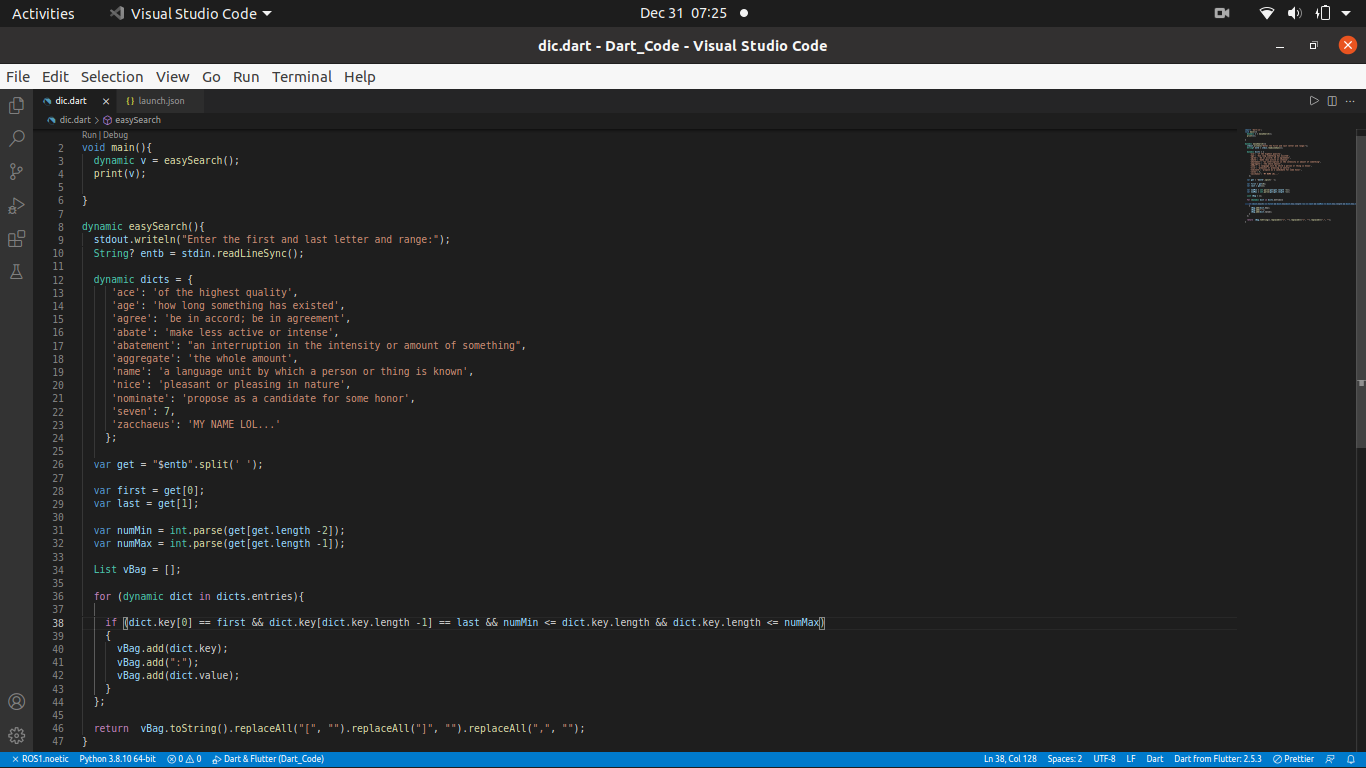 Activities Visual Studio Code Dec 31 07:25
dic.dart - Dart_Code - Visual Studio Code
File Edit Selection View Go Run Terminal Help
dic.dart {} launch.json
dic.dart > easySearch
Run | Debug
2 void main(){
3 dynamic v = easySearch();
4 print(v);
5
6 }
7
8 dynamic easySearch(){
9 stdout.writeln("Enter the first and last letter and range:");
10 String? entb = stdin.readLineSync();
11
12 dynamic dicts = {
13 'ace': 'of the highest quality',
14 'age': 'how long something has existed',
15 'agree': 'be in accord; be in agreement',
16 'abate': 'make less active or intense',
17 'abatement': "an interruption in the intensity or amount of something",
18 'aggregate': 'the whole amount',
19 'name': 'a language unit by which a person or thing is known',
20 'nice': 'pleasant or pleasing in nature',
21 'nominate': 'propose as a candidate for some honor',
22 'seven': 7,
23 'zacchaeus': 'MY NAME LOL...'
24 };
25
26 var get = "$entb".split(' ');
27
28 var first = get[0];
29 var last = get[1];
30
31 var numMin = int.parse(get[get.length -2]);
32 var numMax = int.parse(get[get.length -1]);
33
34 List vBag = [];
35
36 for (dynamic dict in dicts.entries){
37
38 if (dict.key[0] == first && dict.key[dict.key.length -1] == last && numMin <= dict.key.length && dict.key.length <= numMax)
39 {
40 vBag.add(dict.key);
41 vBag.add(":");
42 vBag.add(dict.value);
43 }
44 };
45
46 return vBag.toString().replaceAll("[", "").replaceAll("]", "").replaceAll(",", "");
47 }
ROS1.noetic Python 3.8.10 64-bit 0 0 Dart & Flutter (Dart_Code) Ln 38, Col 128 Spaces: 2 UTF-8 LF Dart Dart from Flutter: 2.5.3 Prettier